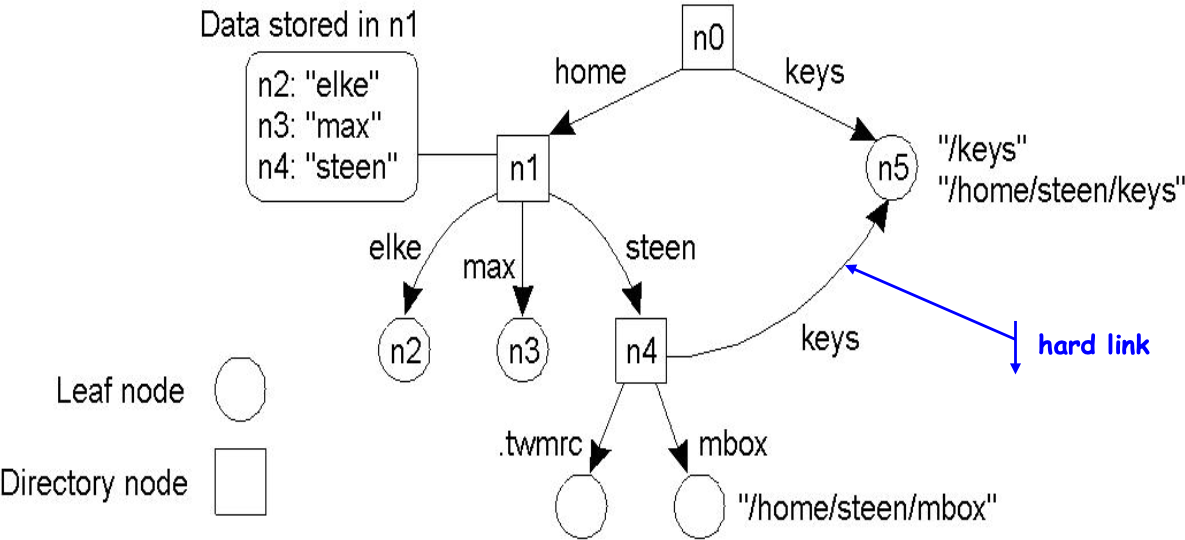 Data stored in n1
n2: "elke"
n3: "max"
n4: "steen"
n0
home
keys
n1
n5
"/keys"
"/home/steen/keys"
elke
max
steen
n2
n3
n4
keys
hard link
Leaf node
.twmrc
mbox
Directory node
"/home/steen/mbox"